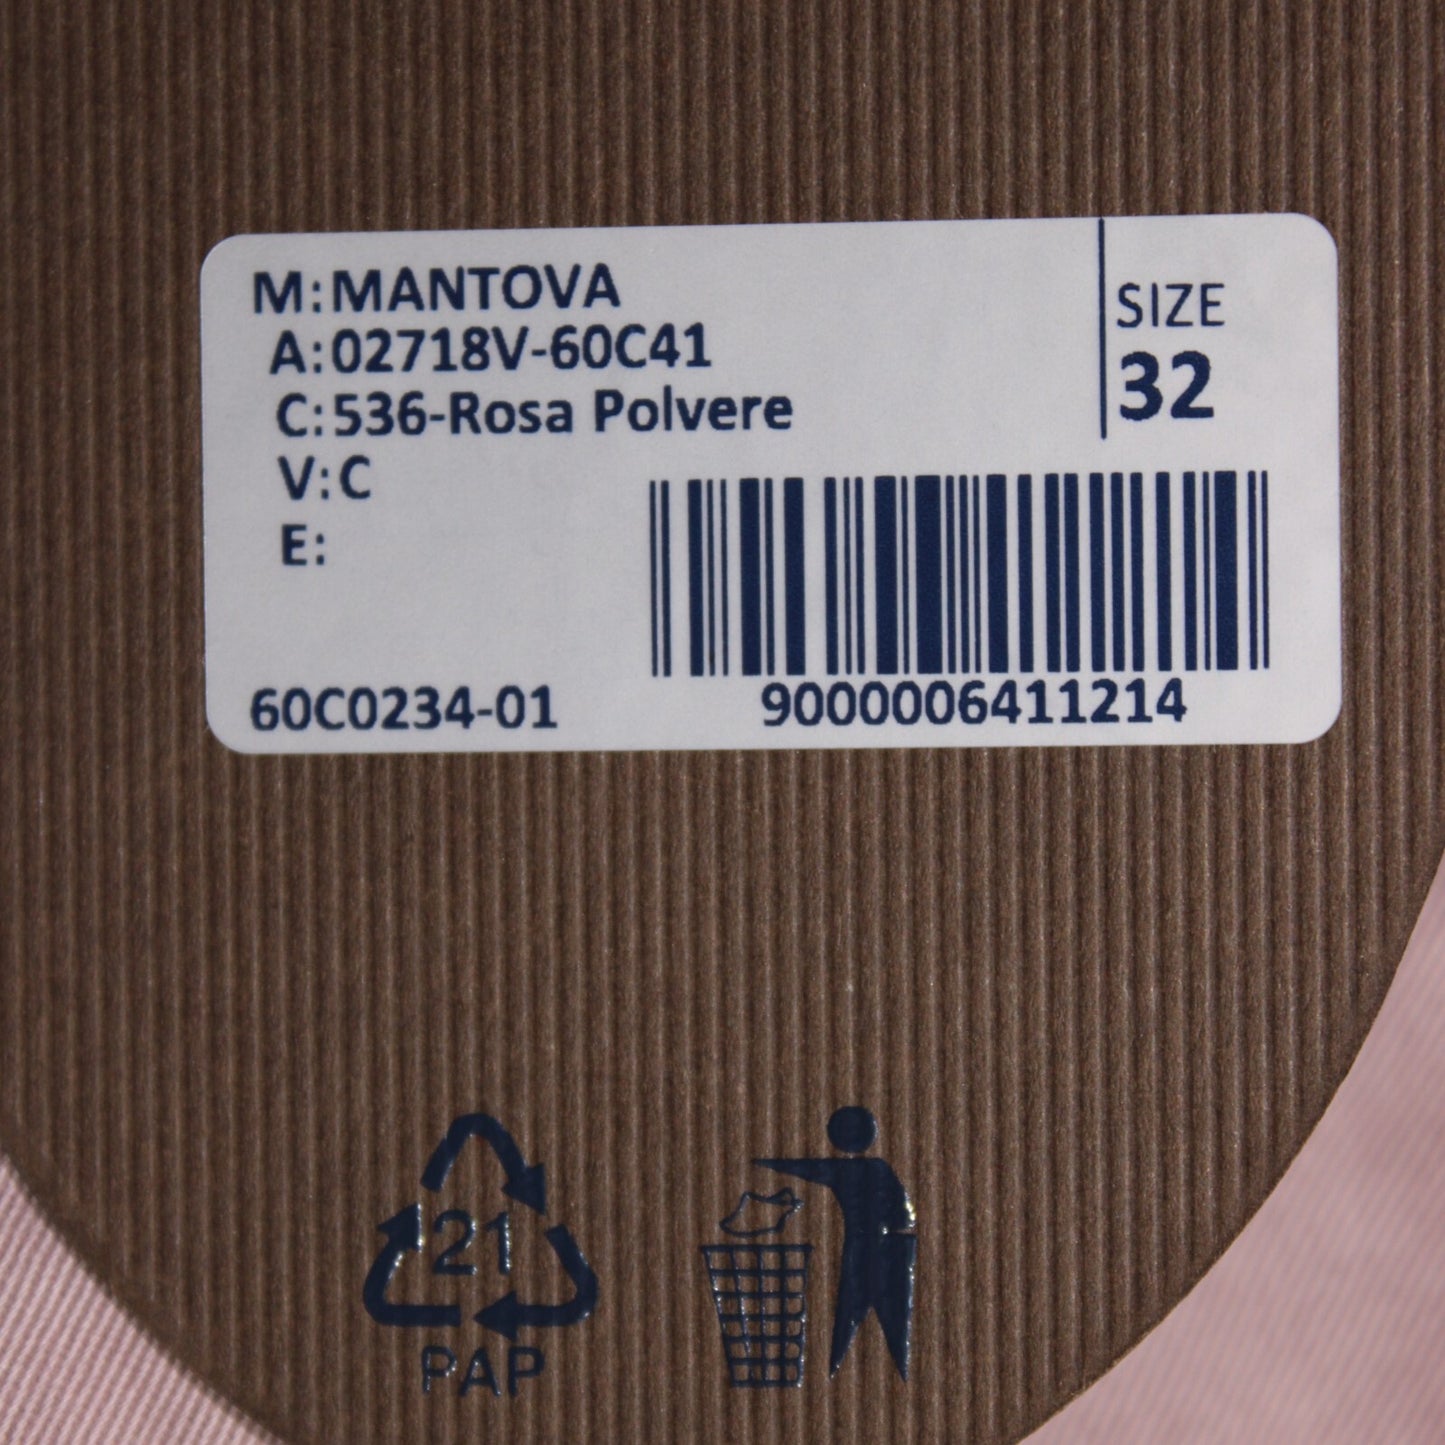 M:MANTOVA
A:02718V-60C41
C:536-Rosa Polvere
V:C
E:
SIZE
32
60C0234-01
9000006411214
21
PAP